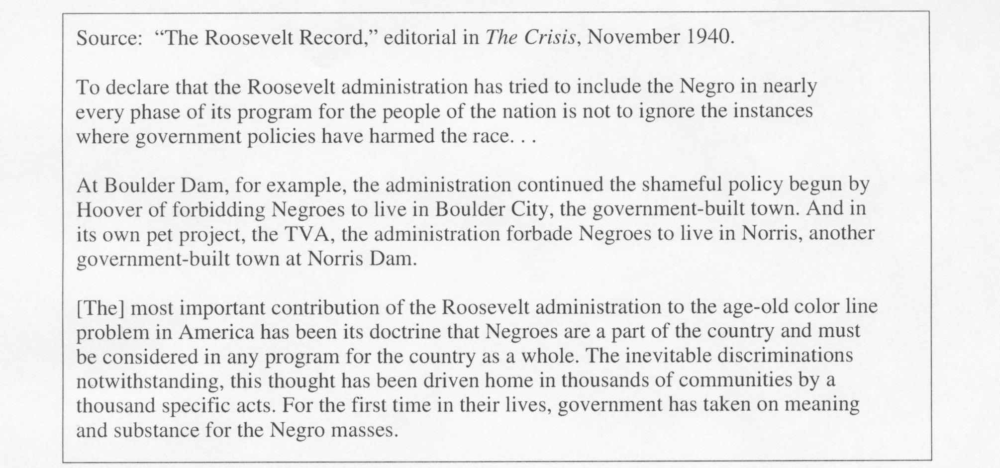 Source: “The Roosevelt Record,” editorial in The Crisis, November 1940.
To declare that the Roosevelt administration has tried to include the Negro in nearly
every phase of its program for the people of the nation is not to ignore the instances
where government policies have harmed the race. . .
At Boulder Dam, for example, the administration continued the shameful policy begun by
Hoover of forbidding Negroes to live in Boulder City, the government-built town. And in
its own pet project, the TVA, the administration forbade Negroes to live in Norris, another
government-built town at Norris Dam.
[The] most important contribution of the Roosevelt administration to the age-old color line
problem in America has been its doctrine that Negroes are a part of the country and must
be considered in any program for the country as a whole. The inevitable discriminations
notwithstanding, this thought has been driven home in thousands of communities by a
thousand specific acts. For the first time in their lives, government has taken on meaning
and substance for the Negro masses.